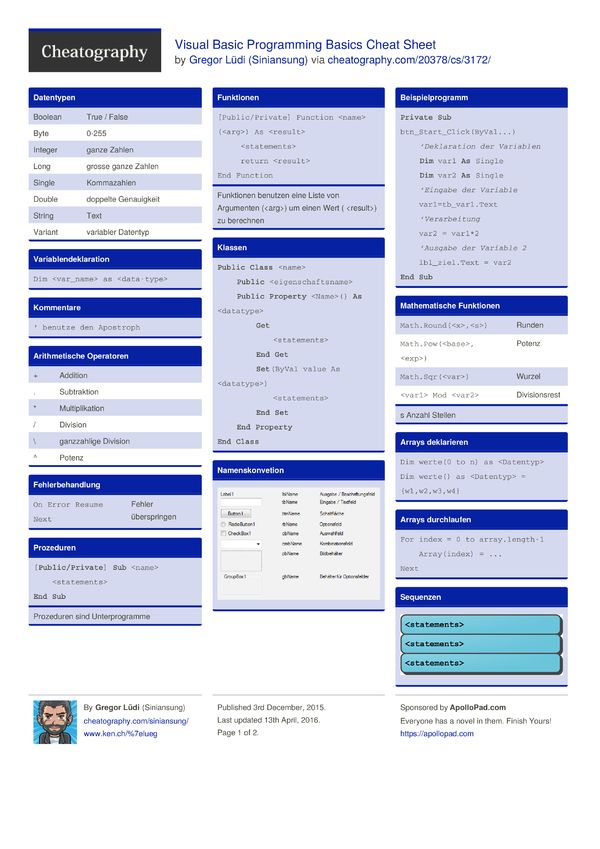 Cheatography
Visual Basic Programming Basics Cheat Sheet
by Gregor Lüdi (Siniansung) via cheatography.com/20378/cs/3172/
Datentypen
Boolean True / False
Byte 0-255
Integer ganze Zahlen
Long grosse ganze Zahlen
Single Kommazahlen
Double doppelte Genauigkeit
String Text
Variant variabler Datentyp
Variablendeklaration
Dim <var_name> as <data-type>
Kommentare
' benutze den Apostroph
Arithmetische Operatoren
+ Addition
- Subtraktion
* Multiplikation
/ Division
\ ganzzahlige Division
^ Potenz
Fehlerbehandlung
On Error Resume Fehler
Next überspringen
Prozeduren
[Public/Private] Sub <name>
<statements>
End Sub
Prozeduren sind Unterprogramme
Funktionen
[Public/Private] Function <name>
(<arg>) As <result>
<statements>
return <result>
End Function
Funktionen benutzen eine Liste von
Argumenten (<arg>) um einen Wert ( <result>)
zu berechnen
Klassen
Public Class <name>
Public <eigenschaftsname>
Public Property <Name>() As
<datatype>
Get
<statements>
End Get
Set(ByVal value As
<datatype>)
<statements>
End Set
End Property
End Class
Namenskonvetion
Label1 lblName Ausgabe / Beschriftungsfeld
tbName Eingabe / Textfeld
Button1 btnName Schaltfläche
RadioButton1 rbName Optionsfeld
CheckBox1 cbName Auswahlfeld
cmbName Kombinationsfeld
pbName Bildbehälter
GroupBox1 gbName Behälter für Optionsfelder
Beispielprogramm
Private Sub
btn_Start_Click(ByVal...)
'Deklaration der Variablen
Dim var1 As Single
Dim var2 As Single
'Eingabe der Variable
var1=tb_var1.Text
'Verarbeitung
var2 = var1*2
'Ausgabe der Variable 2
lbl_ziel.Text = var2
End Sub
Mathematische Funktionen
Math.Round(<x>,<s>) Runden
Math.Pow(<base>, Potenz
<exp>)
Math.Sqr(<var>) Wurzel
<var1> Mod <var2> Divisionsrest
s Anzahl Stellen
Arrays deklarieren
Dim werte(0 to n) as <Datentyp>
Dim werte() as <Datentyp> =
{w1,w2,w3,w4}
Arrays durchlaufen
For index = 0 to array.length-1
Array(index) = ...
Next
Sequenzen
<statements>
<statements>
<statements>
By Gregor Lüdi (Siniansung)
cheatography.com/siniansung/
www.ken.ch/%7elueg
Published 3rd December, 2015.
Last updated 13th April, 2016.
Page 1 of 2.
Sponsored by ApolloPad.com
Everyone has a novel in them. Finish Yours!
https://apollopad.com